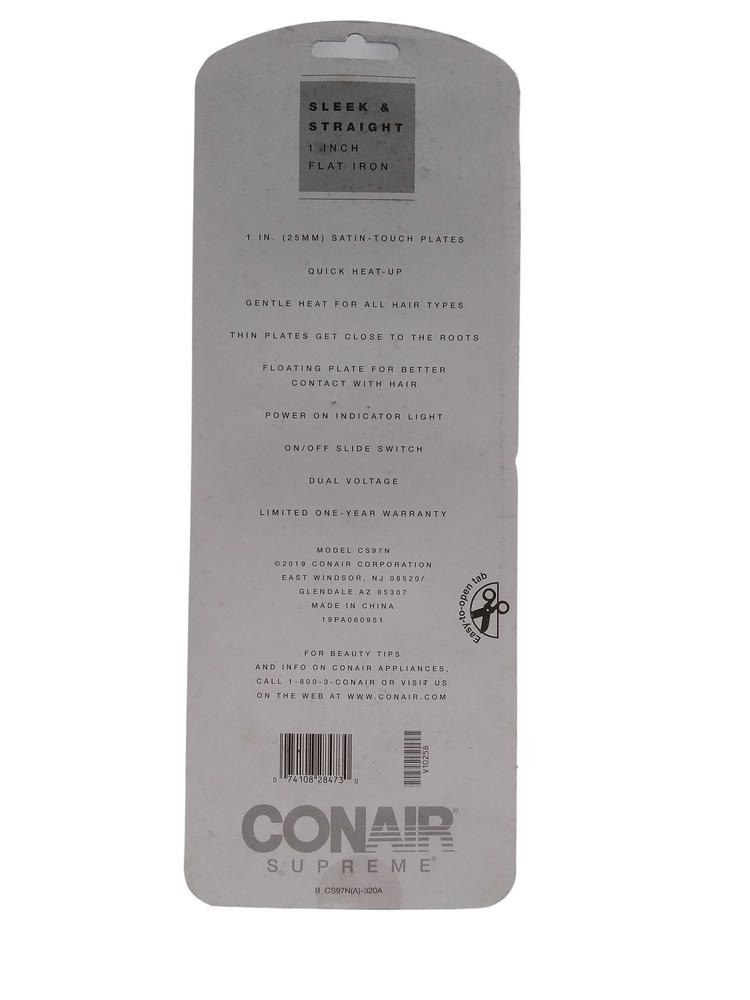 SLEEK &
STRAIGHT
1 INCH
FLAT IRON
1 IN. (25MM) SATIN-TOUCH PLATES
QUICK HEAT-UP
GENTLE HEAT FOR ALL HAIR TYPES
THIN PLATES GET CLOSE TO THE ROOTS
FLOATING PLATE FOR BETTER
CONTACT WITH HAIR
POWER ON INDICATOR LIGHT
ON/OFF SLIDE SWITCH
DUAL VOLTAGE
LIMITED ONE-YEAR WARRANTY
MODEL CS97N
©2019 CONAIR CORPORATION
EAST WINDSOR, NJ 08520/
GLENDALE AZ 85307
MADE IN CHINA
19PA060951
Easy-to-open tab
FOR BEAUTY TIPS
AND INFO ON CONAIR APPLIANCES,
CALL 1-800-3-CONAIR OR VISIT US
ON THE WEB AT WWW.CONAIR.COM
0 74108 28473 0
V10258
CONAIR®
SUPREME®
B CS97N(A)-320A